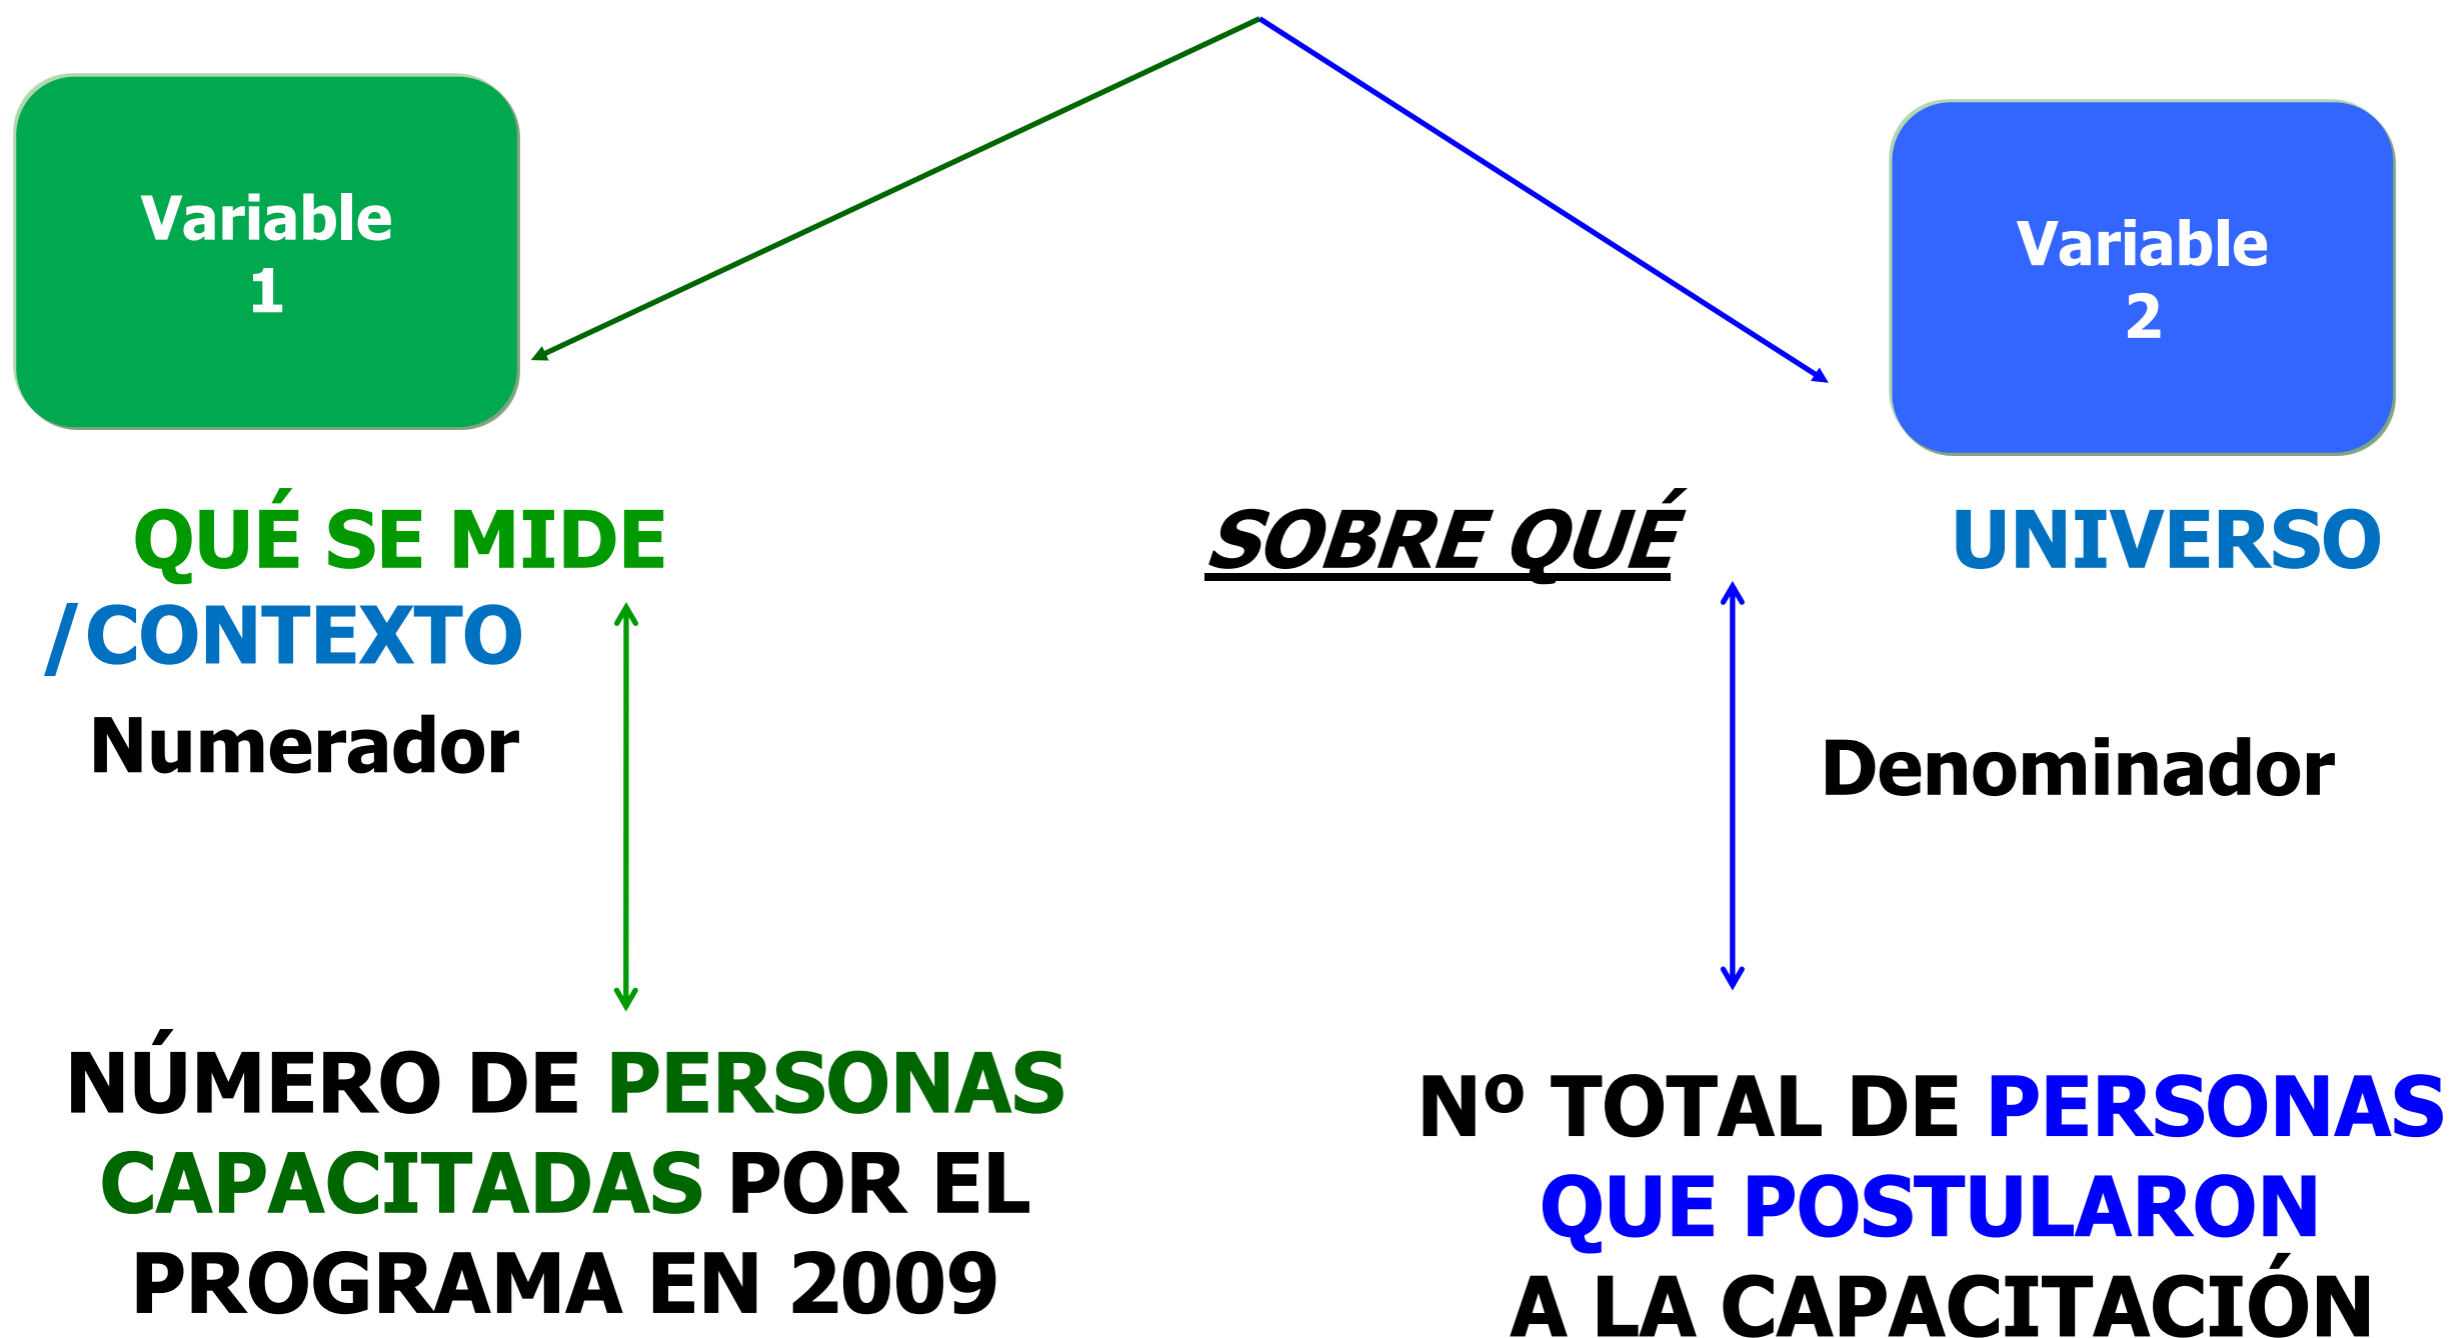 Variable
1
Variable
2
QUÉ SE MIDE
SOBRE QUÉ
UNIVERSO
/CONTEXTO
Numerador
Denominador
NÚMERO DE PERSONAS
CAPACITADAS POR EL
PROGRAMA EN 2009
Nº TOTAL DE PERSONAS
QUE POSTULARON
A LA CAPACITACIÓN